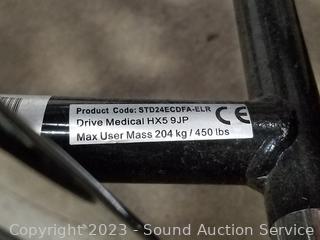 Product Code: STD24ECDFA-ELR
Drive Medical HX5 9JP
Max User Mass 204 kg / 450 lbs
CE
Copyright 2023 - Sound Auction Service